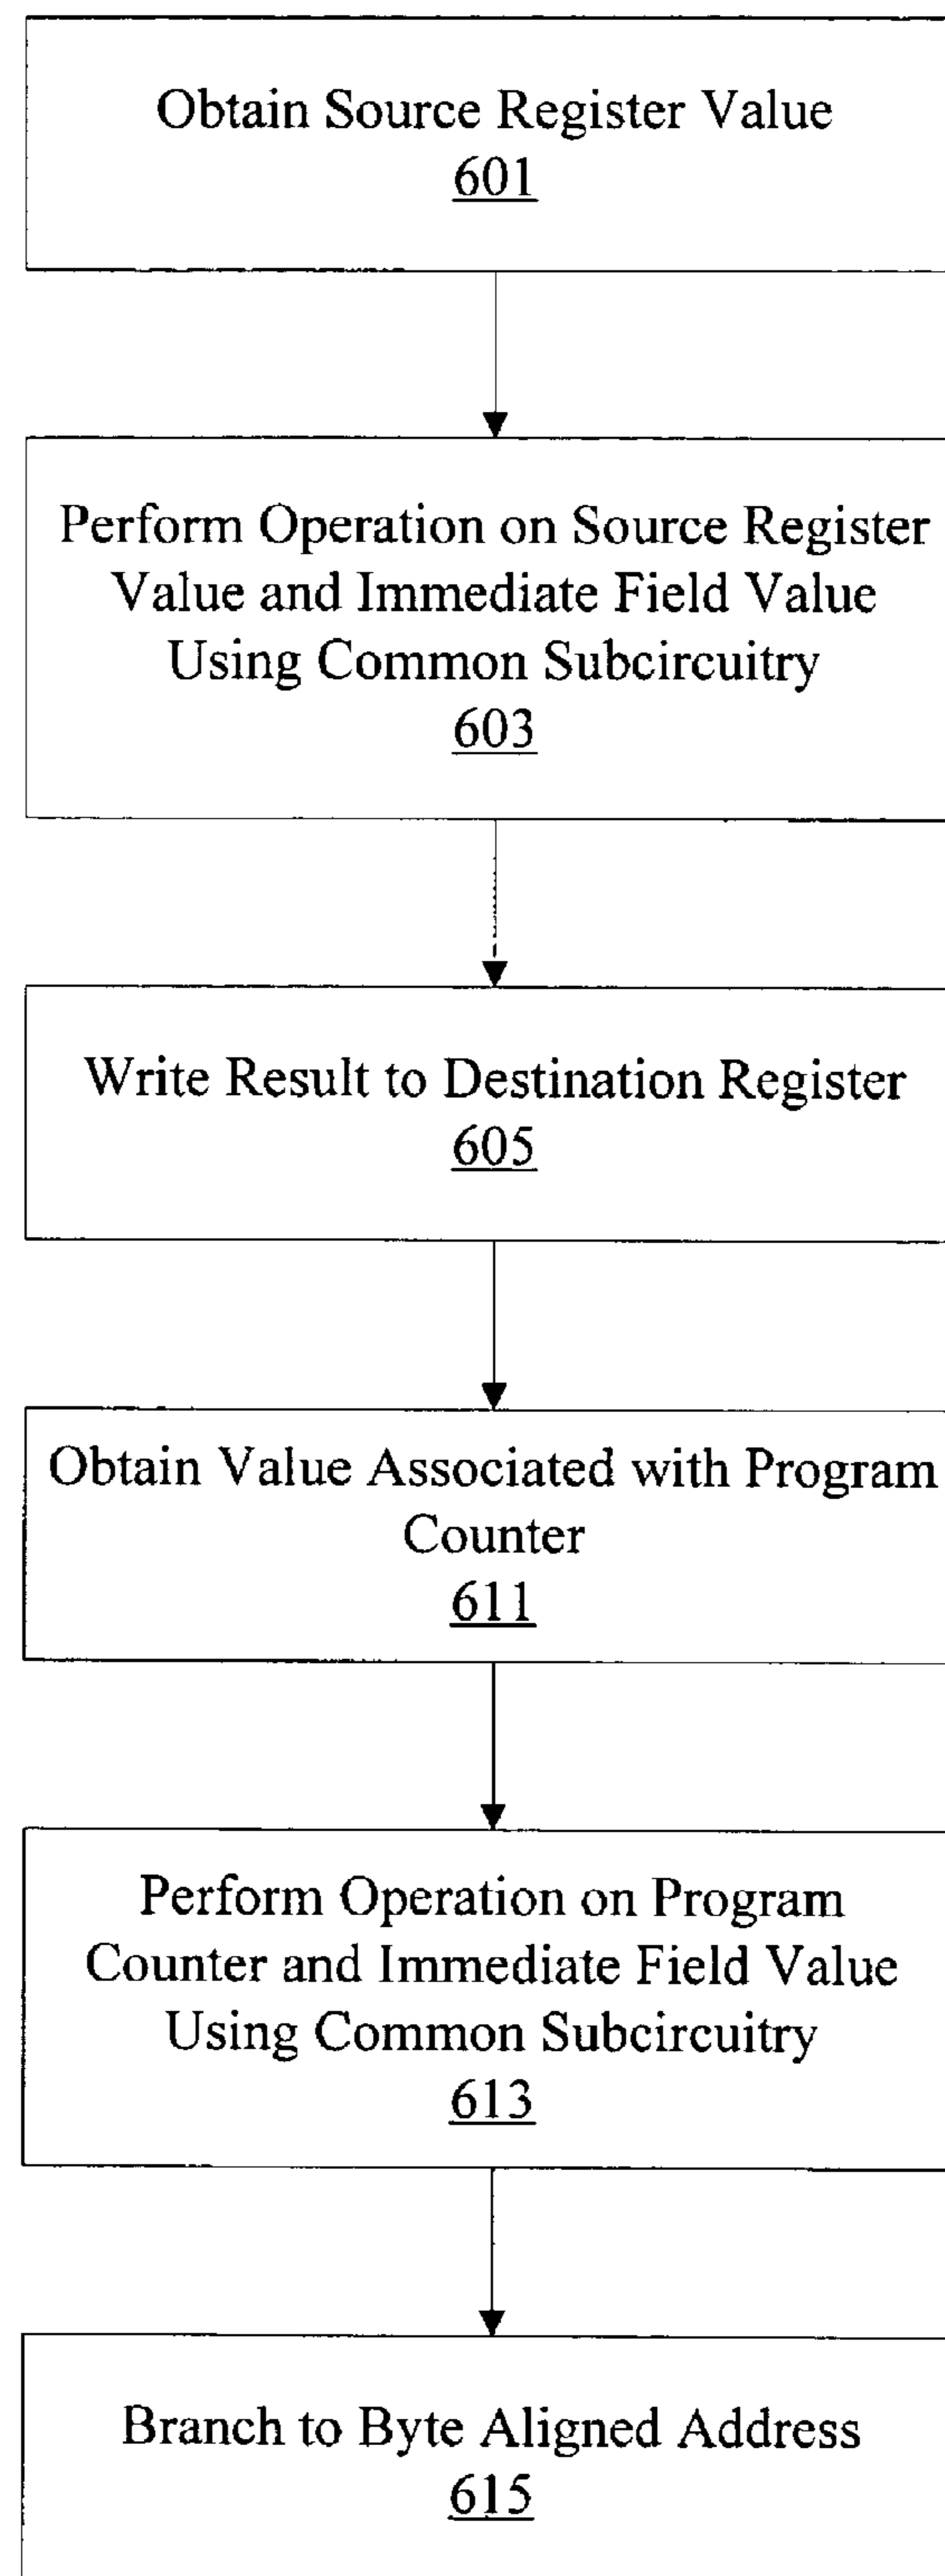 Obtain Source Register Value
601
Perform Operation on Source Register
Value and Immediate Field Value
Using Common Subcircuitry
603
Write Result to Destination Register
605
Obtain Value Associated with Program
Counter
611
Perform Operation on Program
Counter and Immediate Field Value
Using Common Subcircuitry
613
Branch to Byte Aligned Address
615